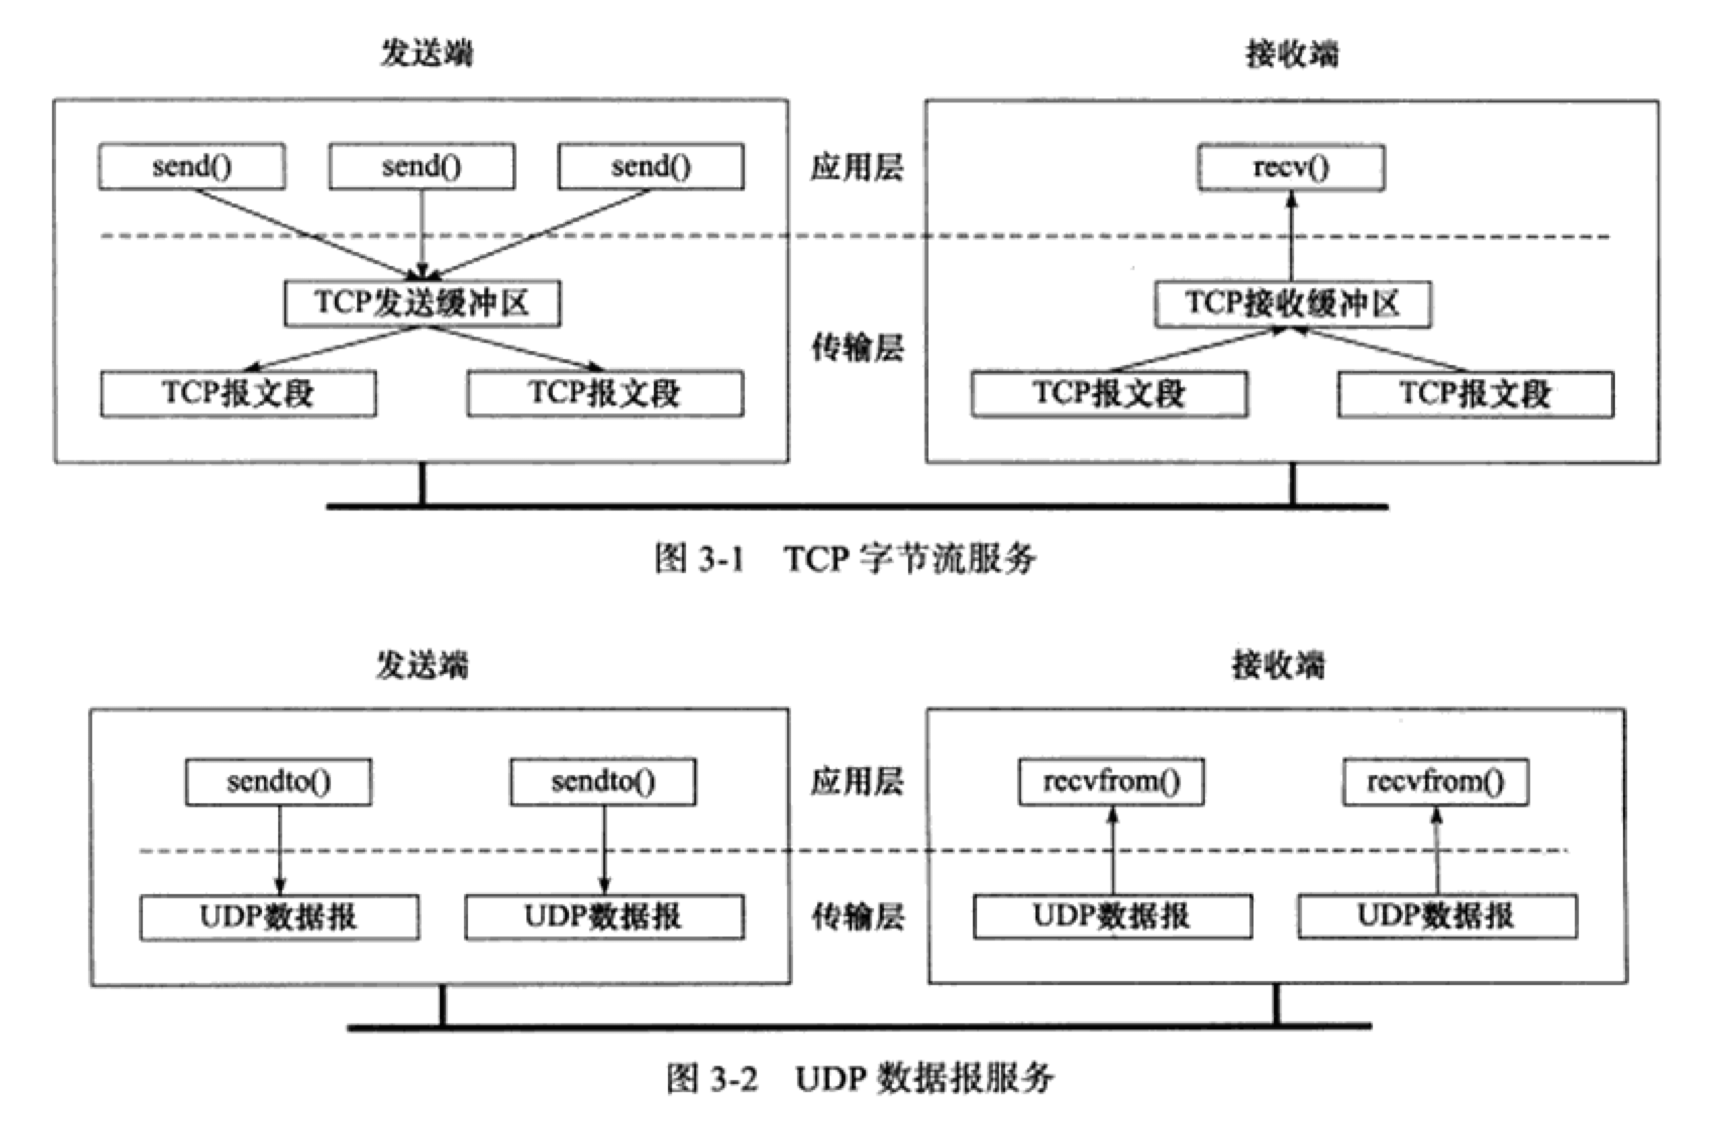 发送端 接收端
send() send() send() 应用层 recv()
TCP发送缓冲区 TCP接收缓冲区
传输层
TCP报文段 TCP报文段 TCP报文段 TCP报文段
图 3-1 TCP 字节流服务
发送端 接收端
sendto() sendto() 应用层 recvfrom() recvfrom()
UDP数据报 UDP数据报 传输层 UDP数据报 UDP数据报
图 3-2 UDP 数据报服务